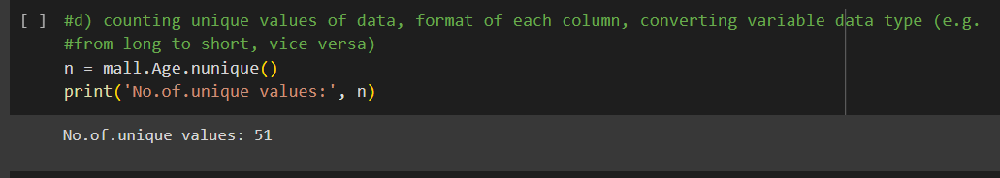 [ ] #d) counting unique values of data, format of each column, converting variable data type (e.g.
#from long to short, vice versa)
n = mall.Age.nunique()
print('No.of.unique values:', n)
No.of.unique values: 51